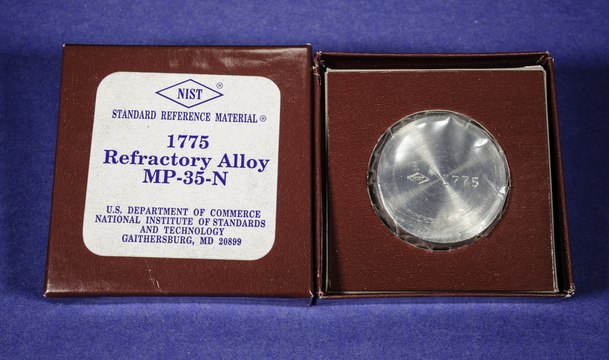 NIST ®
STANDARD REFERENCE MATERIAL ®
1775
Refractory Alloy
MP-35-N
U.S. DEPARTMENT OF COMMERCE
NATIONAL INSTITUTE OF STANDARDS
AND TECHNOLOGY
GAITHERSBURG, MD 20899
1775